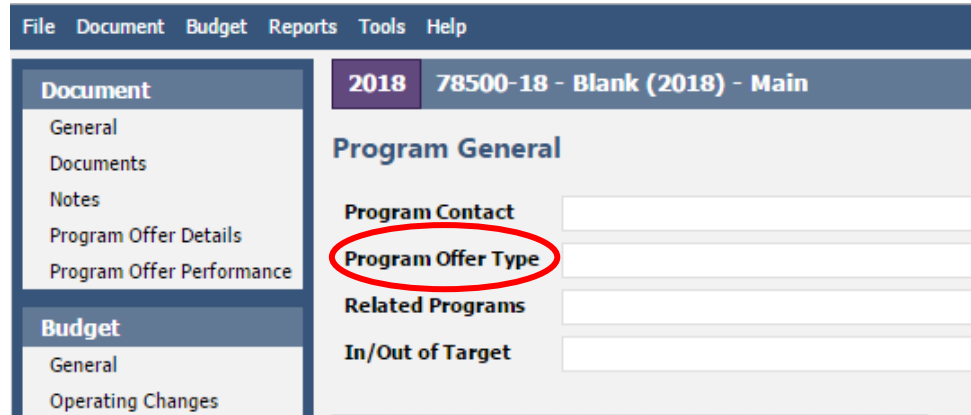 File Document Budget Reports Tools Help
Document
General
Documents
Notes
Program Offer Details
Program Offer Performance
Budget
General
Operating Changes
2018 78500-18 - Blank (2018) - Main
Program General
Program Contact
Program Offer Type
Related Programs
In/Out of Target